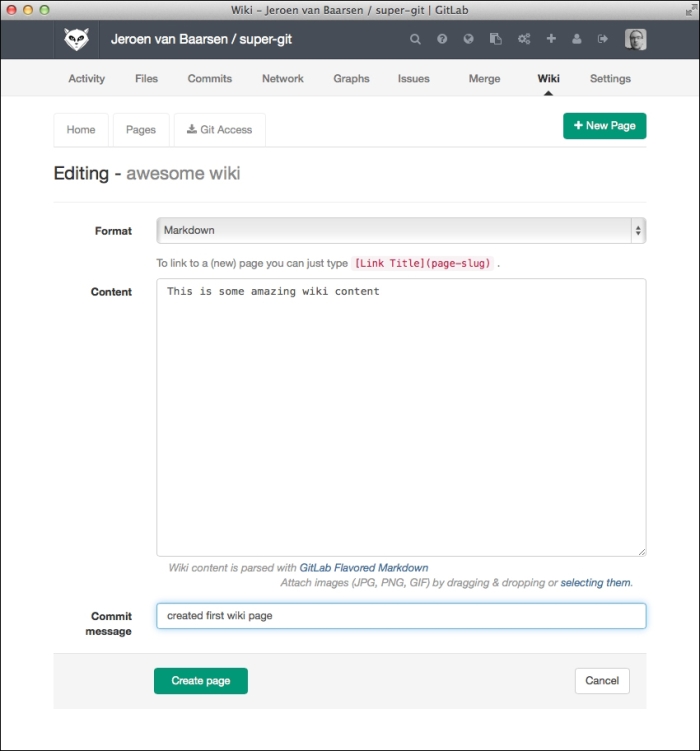 Wiki - Jeroen van Baarsen / super-git | GitLab
Jeroen van Baarsen / super-git
Activity Files Commits Network Graphs Issues Merge Wiki Settings
Home Pages Git Access + New Page
Editing - awesome wiki
Format Markdown
To link to a (new) page you can just type [Link Title](page-slug) .
Content This is some amazing wiki content
Wiki content is parsed with GitLab Flavored Markdown
Attach images (JPG, PNG, GIF) by dragging & dropping or selecting them.
Commit created first wiki page
message
Create page Cancel